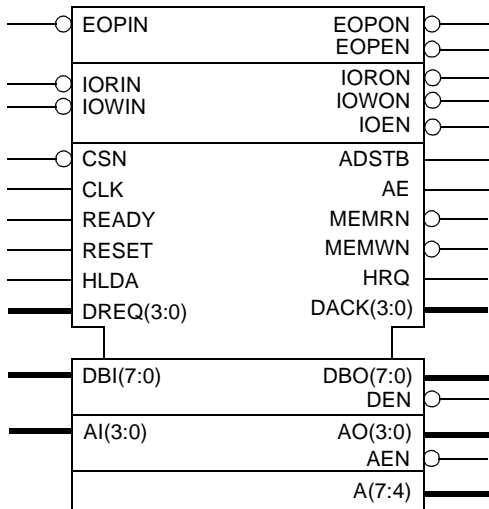 EOPIN EOPON
EOPEN
IORIN IORON
IOWIN IOWON
IOEN
CSN ADSTB
CLK AE
READY MEMRN
RESET MEMWN
HLDA HRQ
DREQ(3:0) DACK(3:0)
DBI(7:0) DBO(7:0)
DEN
AI(3:0) AO(3:0)
AEN
A(7:4)